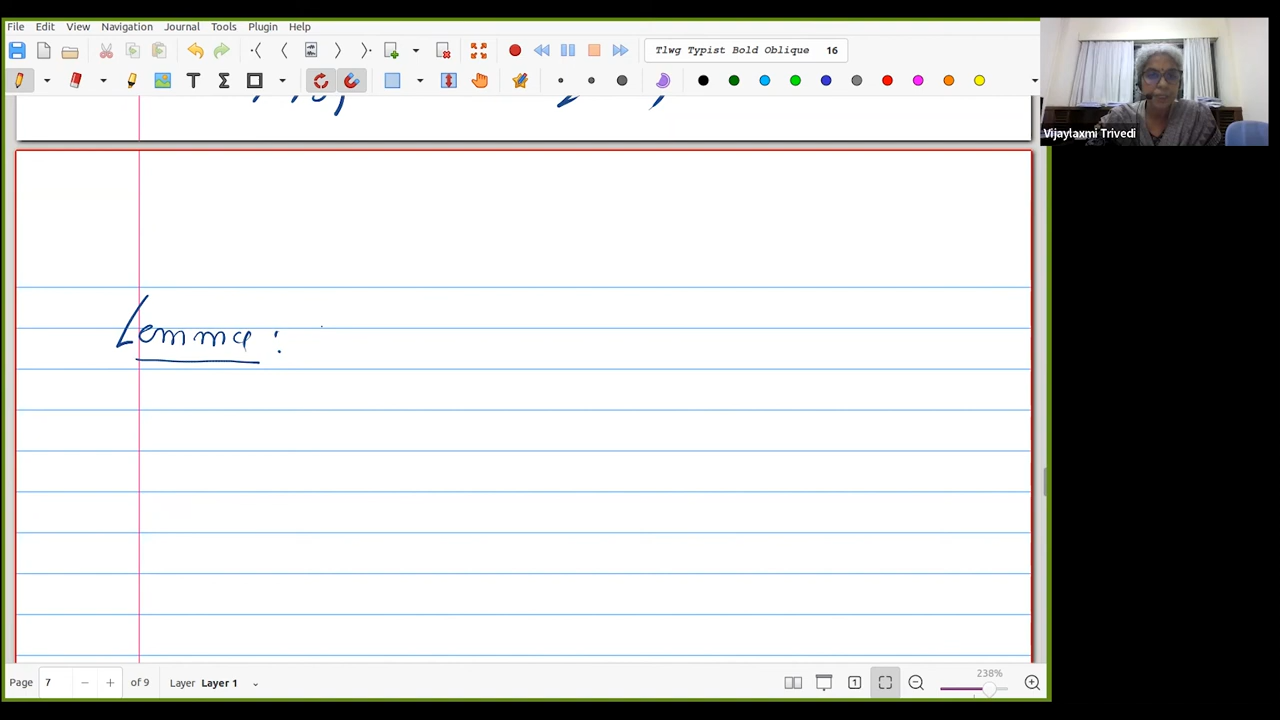 File Edit View Navigation Journal Tools Plugin Help
Tlwg Typist Bold Oblique 16
Vijaylaxmi Trivedi
Lemma :
Page 7 of 9 Layer Layer 1 238%